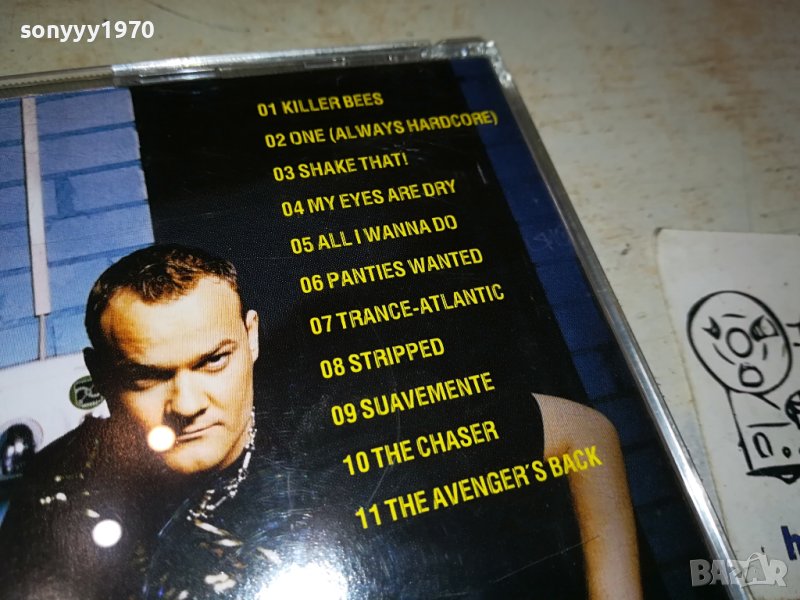 sonyyy1970
01 KILLER BEES
02 ONE (ALWAYS HARDCORE)
03 SHAKE THAT!
04 MY EYES ARE DRY
05 ALL I WANNA DO
06 PANTIES WANTED
07 TRANCE-ATLANTIC
08 STRIPPED
09 SUAVEMENTE
10 THE CHASER
11 THE AVENGER'S BACK
h
BAZAR